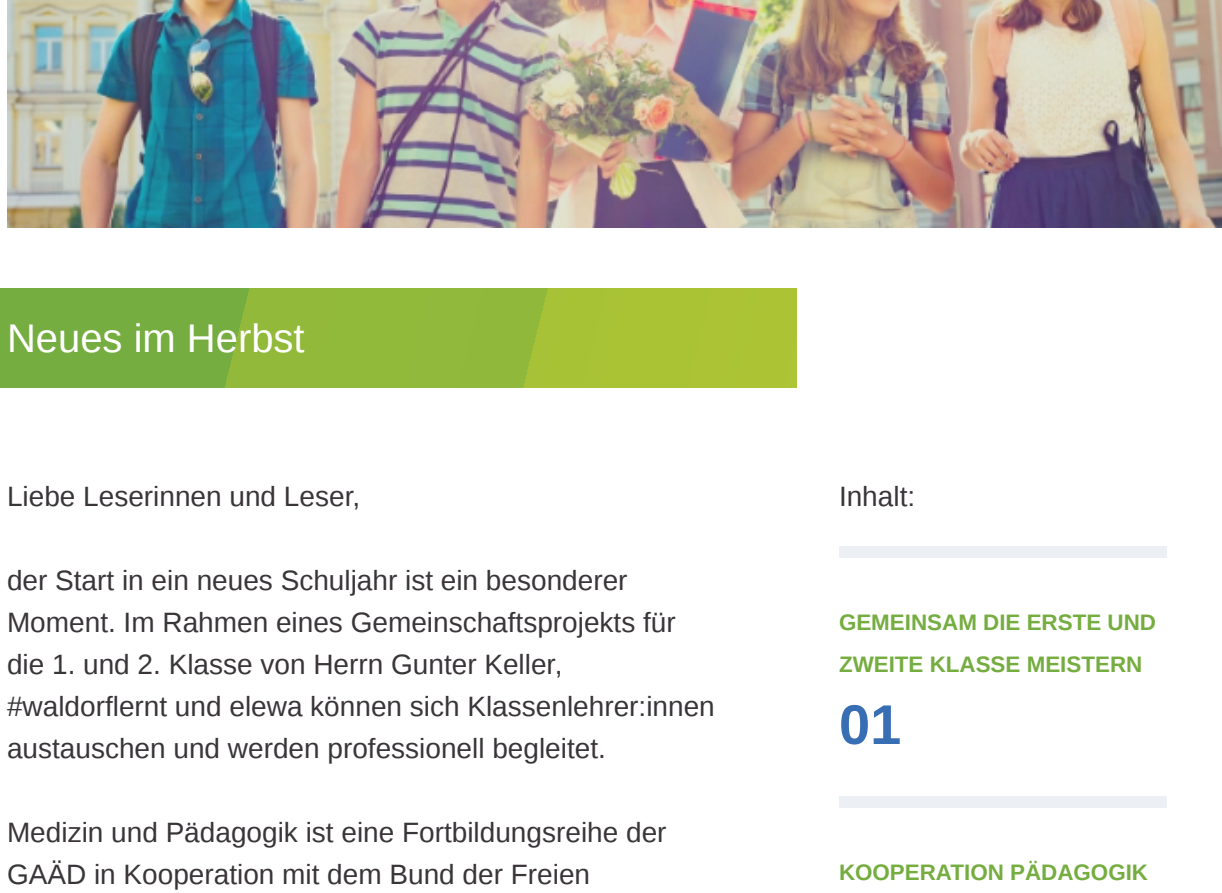 Neues im Herbst
Liebe Leserinnen und Leser,
der Start in ein neues Schuljahr ist ein besonderer
Moment. Im Rahmen eines Gemeinschaftsprojekts für
die 1. und 2. Klasse von Herrn Gunter Keller,
#waldorflernt und elewa können sich Klassenlehrer:innen
austauschen und werden professionell begleitet.
Medizin und Pädagogik ist eine Fortbildungsreihe der
GAÄD in Kooperation mit dem Bund der Freien
Inhalt:
GEMEINSAM DIE ERSTE UND
ZWEITE KLASSE MEISTERN
01
KOOPERATION PÄDAGOGIK